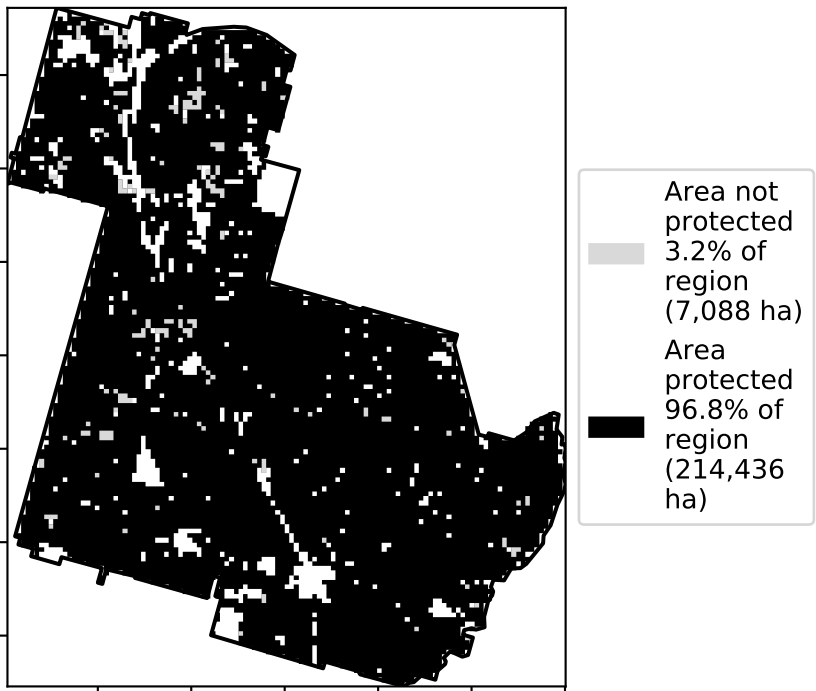 Area not
protected
3.2% of
region
(7,088 ha)
Area
protected
96.8% of
region
(214,436
ha)